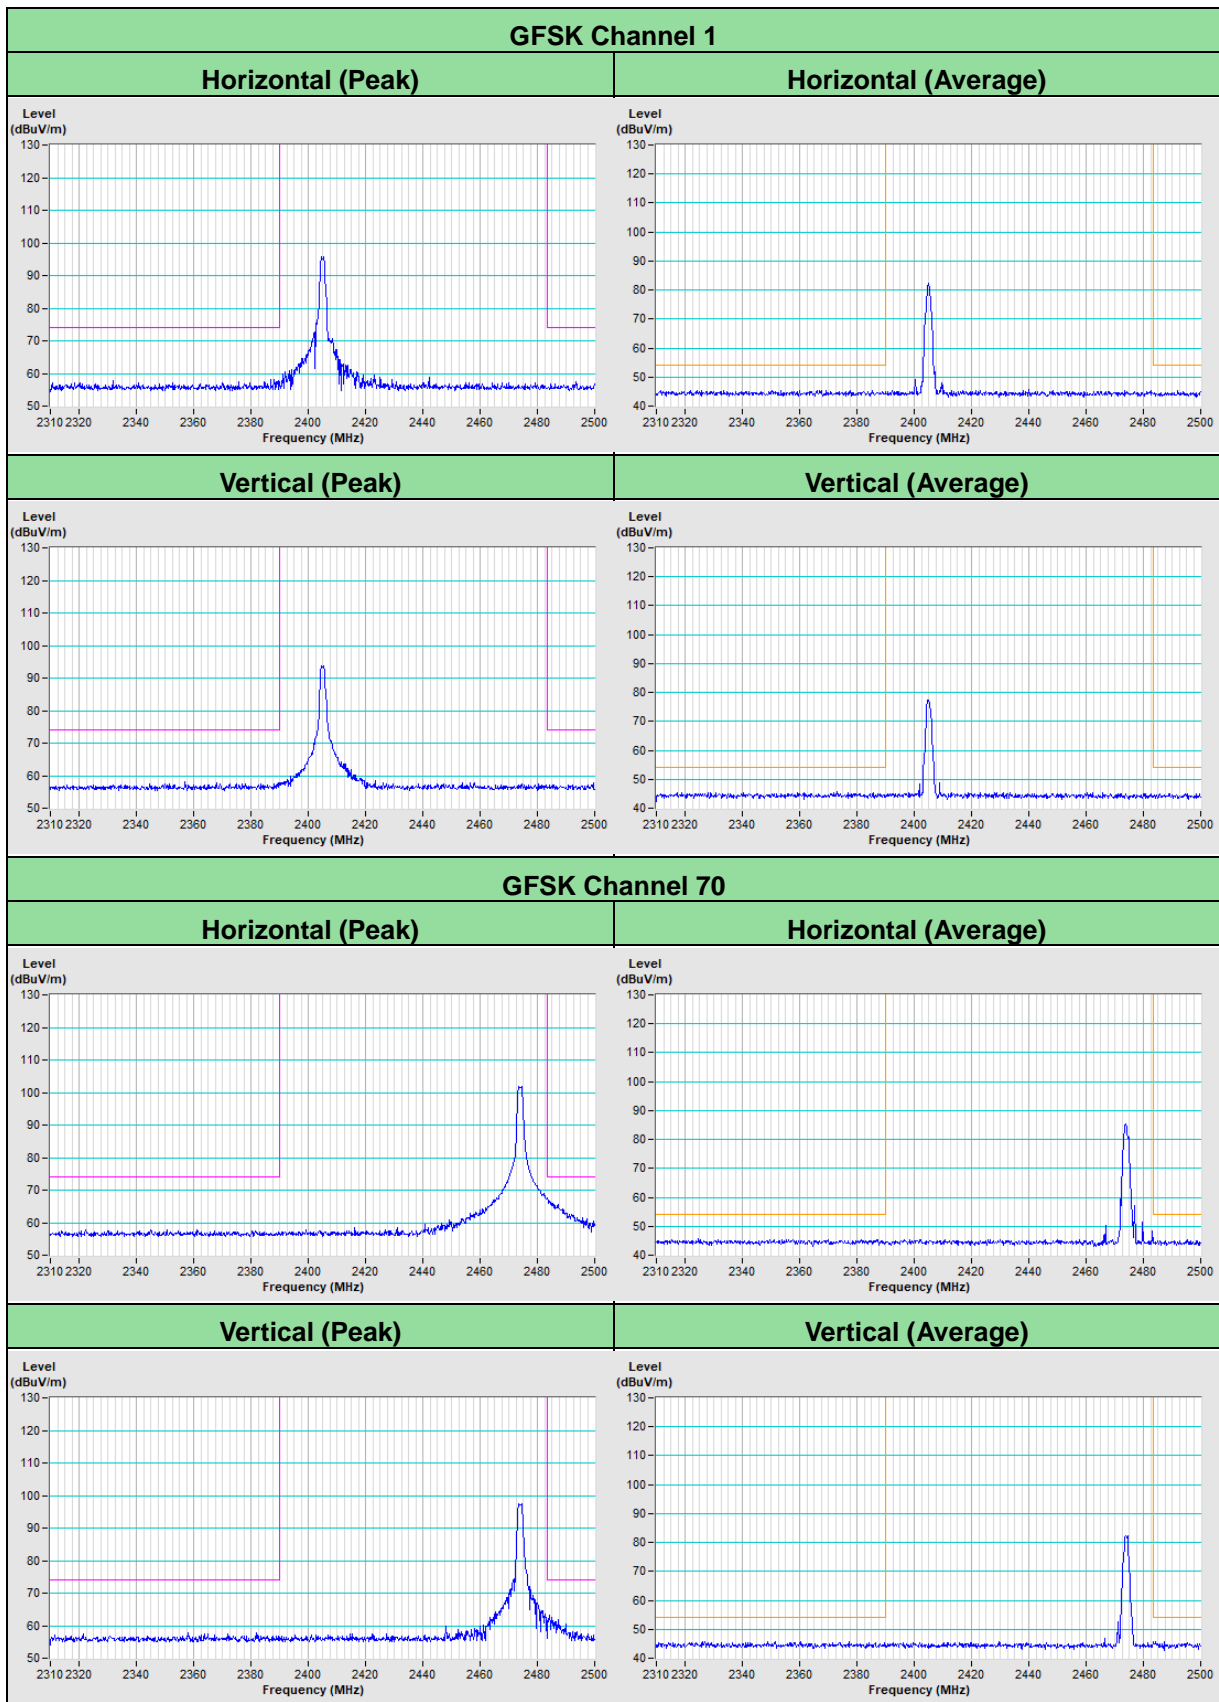 GFSK Channel 1
Horizontal (Peak) Horizontal (Average)
Level Level
(dBuV/m) (dBuV/m)
130 130
120 120
110 110
100 100
90 90
80 80
70 70
60 60
50 50
40
2310 2320 2340 2360 2380 2400 2420 2440 2460 2480 2500 2310 2320 2340 2360 2380 2400 2420 2440 2460 2480 2500
Frequency (MHz) Frequency (MHz)
Vertical (Peak) Vertical (Average)
Level Level
(dBuV/m) (dBuV/m)
130 130
120 120
110 110
100 100
90 90
80 80
70 70
60 60
50 50
40
2310 2320 2340 2360 2380 2400 2420 2440 2460 2480 2500 2310 2320 2340 2360 2380 2400 2420 2440 2460 2480 2500
Frequency (MHz) Frequency (MHz)
GFSK Channel 70
Horizontal (Peak) Horizontal (Average)
Level Level
(dBuV/m) (dBuV/m)
130 130
120 120
110 110
100 100
90 90
80 80
70 70
60 60
50 50
40
2310 2320 2340 2360 2380 2400 2420 2440 2460 2480 2500 2310 2320 2340 2360 2380 2400 2420 2440 2460 2480 2500
Frequency (MHz) Frequency (MHz)
Vertical (Peak) Vertical (Average)
Level Level
(dBuV/m) (dBuV/m)
130 130
120 120
110 110
100 100
90 90
80 80
70 70
60 60
50 50
40
2310 2320 2340 2360 2380 2400 2420 2440 2460 2480 2500 2310 2320 2340 2360 2380 2400 2420 2440 2460 2480 2500
Frequency (MHz) Frequency (MHz)